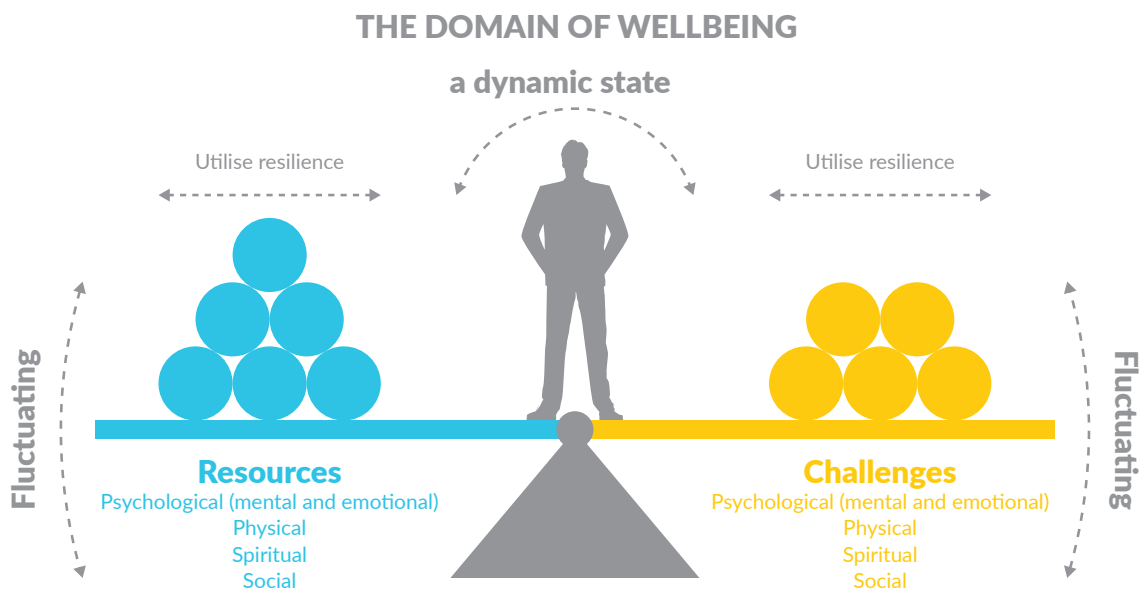 THE DOMAIN OF WELLBEING
a dynamic state
Utilise resilience
Utilise resilience
Fluctuating
Fluctuating
Resources
Psychological (mental and emotional)
Physical
Spiritual
Social
Challenges
Psychological (mental and emotional)
Physical
Spiritual
Social